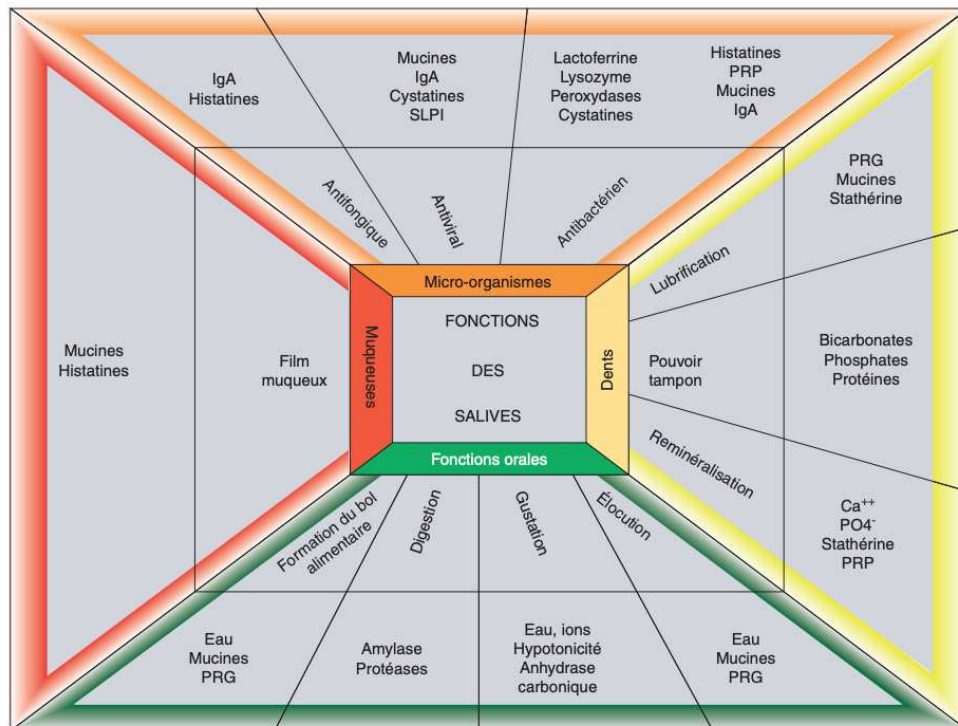 IgA
Histatines
Mucines
IgA
Cystatines
SLPI
Lactoferrine
Lysozyme
Peroxydases
Cystatines
Histatines
PRP
Mucines
IgA
Antifongique
Antiviral
Antibactérien
PRG
Mucines
Stathérine
Lubrification
Micro-organismes
FONCTIONS
DES
SALIVES
Muqueuses
Dents
Fonctions orales
Mucines
Histatines
Film
muqueux
Pouvoir
tampon
Bicarbonates
Phosphates
Protéines
Reminéralisation
Ca++
PO4-
Stathérine
PRP
Formation du bol
alimentaire
Digestion
Gustation
Élocution
Eau
Mucines
PRG
Amylase
Protéases
Eau, ions
Hypotonicité
Anhydrase
carbonique
Eau
Mucines
PRG